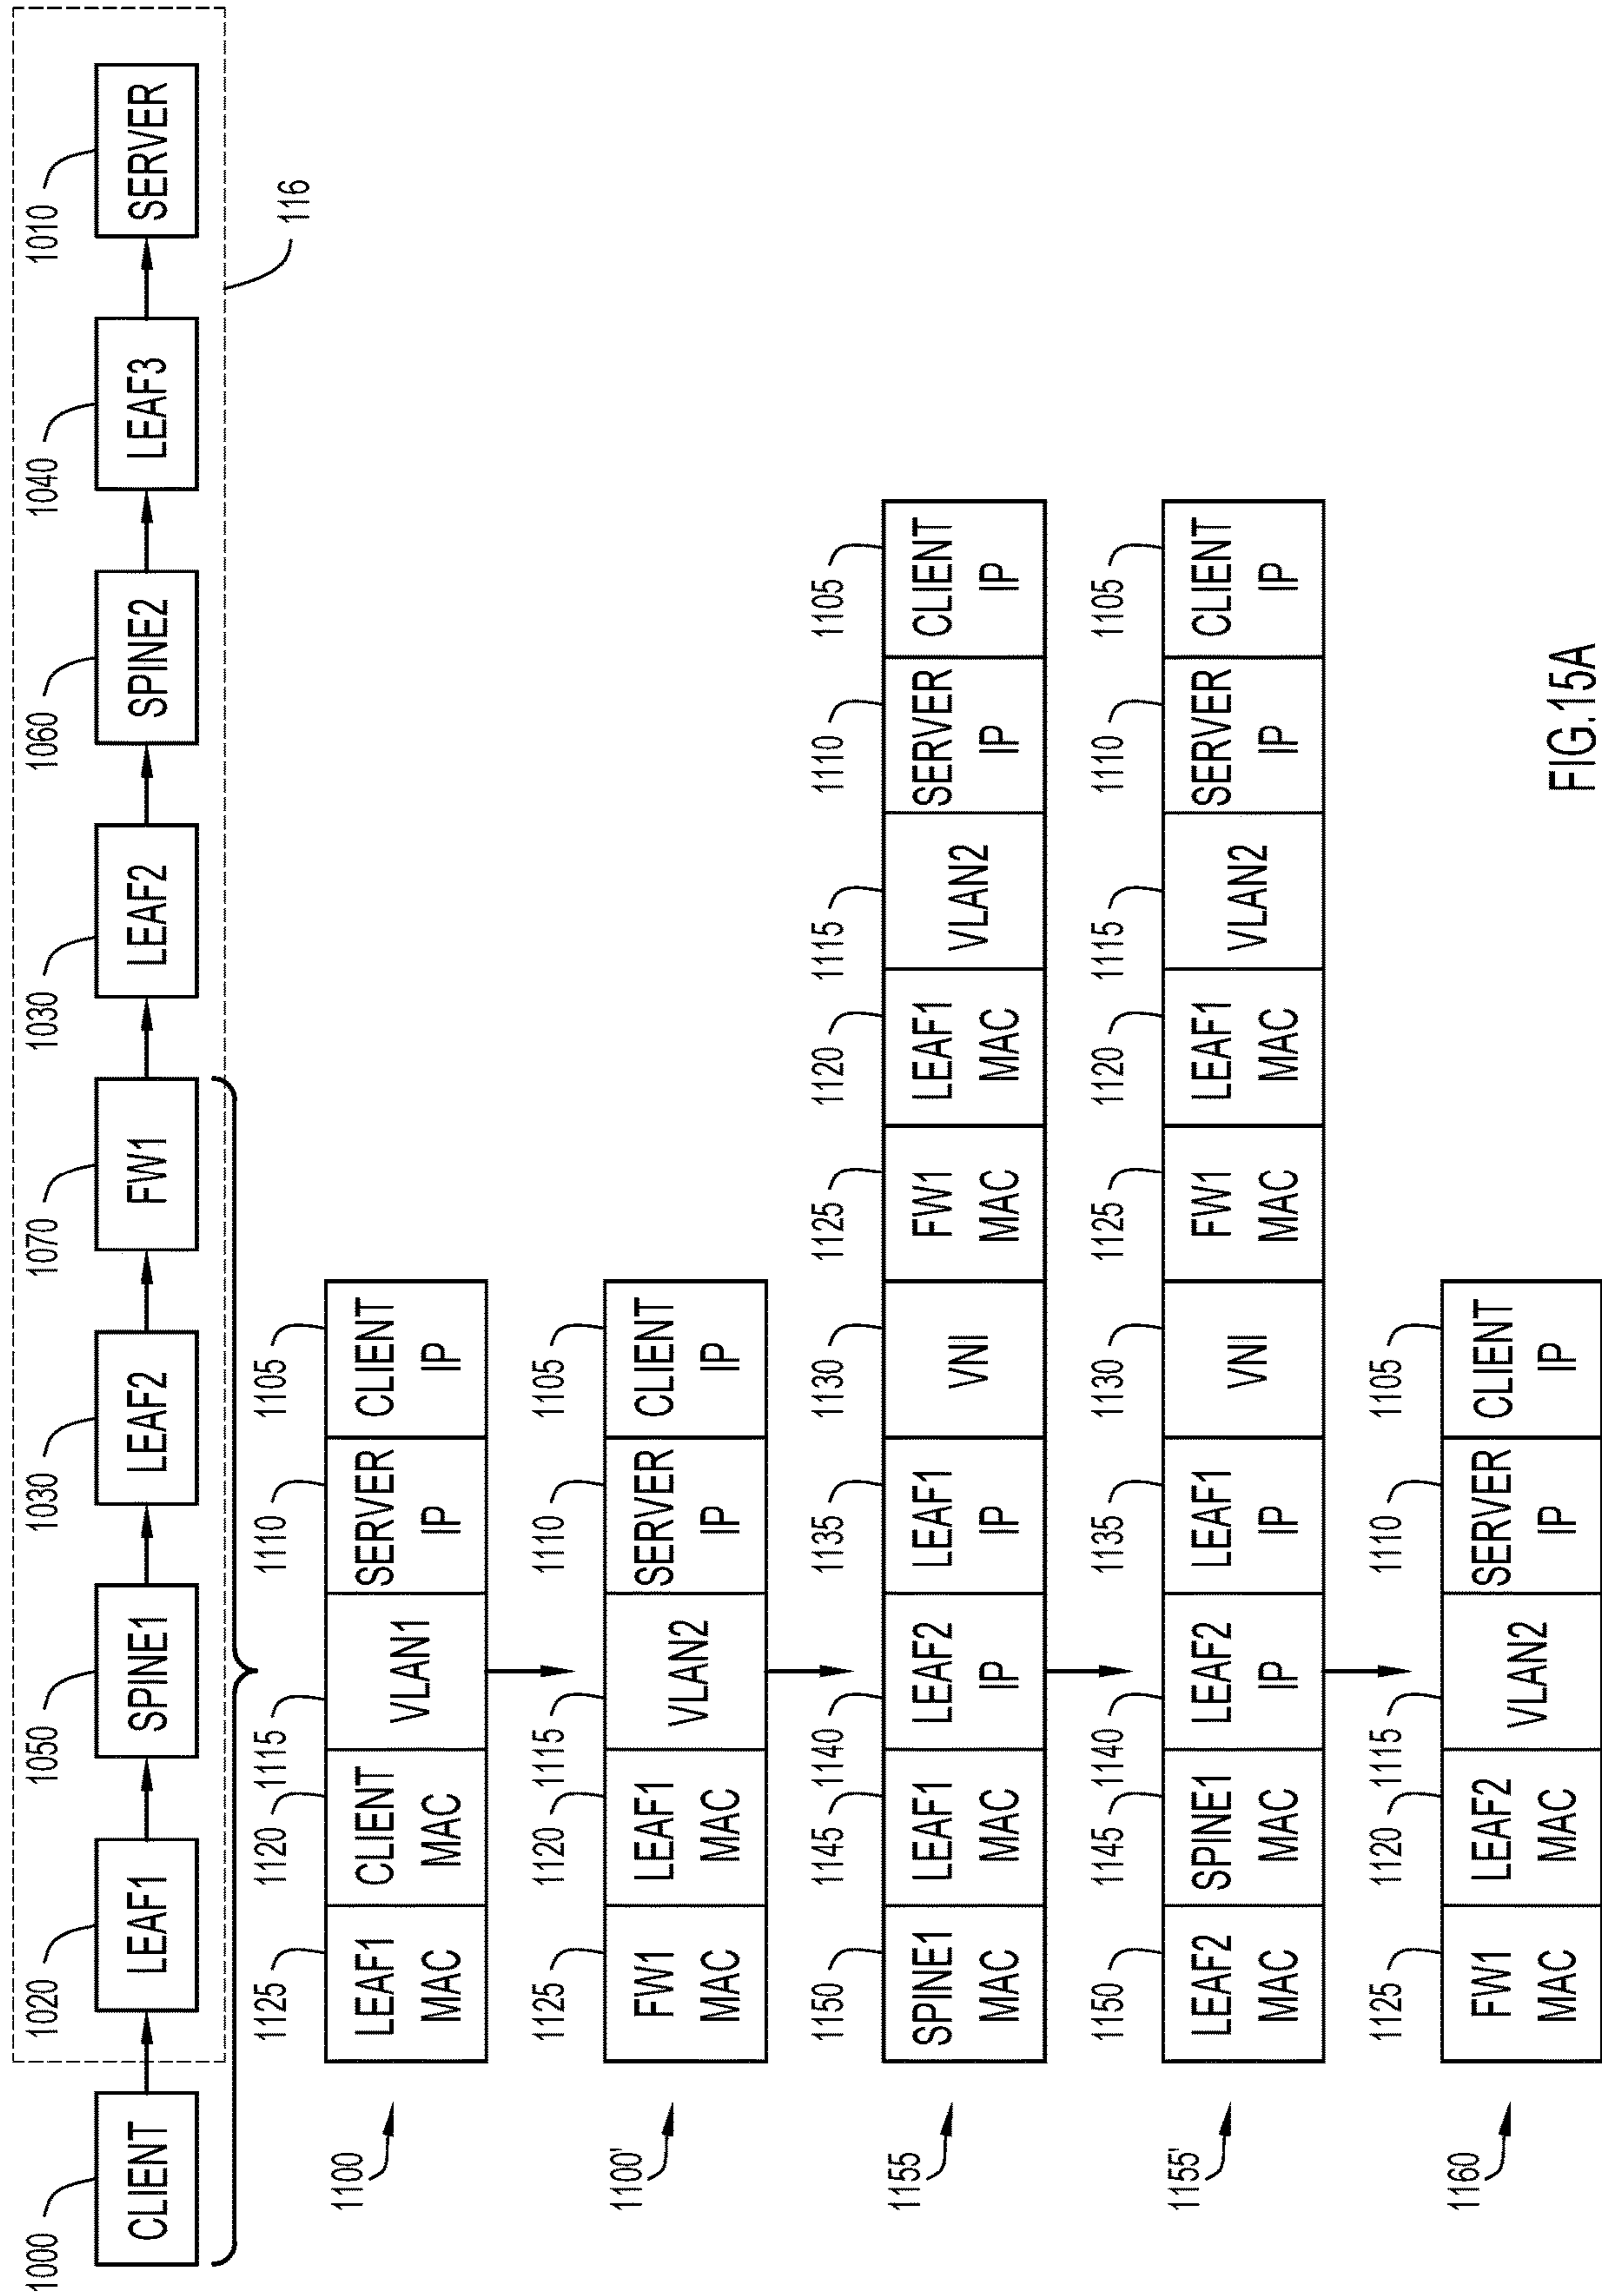 1000 1020 1050 1030 1070 1030 1060 1040 1010
CLIENT LEAF1 SPINE1 LEAF2 FW1 LEAF2 SPINE2 LEAF3 SERVER
116
1125 1120 1115 1110 1105
1100 LEAF1 MAC CLIENT MAC VLAN1 SERVER IP CLIENT IP
1125 1120 1115 1110 1105
1100' FW1 MAC LEAF1 MAC VLAN2 SERVER IP CLIENT IP
1150 1145 1140 1135 1130 1125 1120 1115 1110 1105
1155 SPINE1 MAC LEAF1 MAC LEAF2 IP LEAF1 IP VNI FW1 MAC LEAF1 MAC VLAN2 SERVER IP CLIENT IP
1150 1145 1140 1135 1130 1125 1120 1115 1110 1105
1155' LEAF2 MAC SPINE1 MAC LEAF2 IP LEAF1 IP VNI FW1 MAC LEAF1 MAC VLAN2 SERVER IP CLIENT IP
1125 1120 1115 1110 1105
1160 FW1 MAC LEAF2 MAC VLAN2 SERVER IP CLIENT IP
FIG.15A